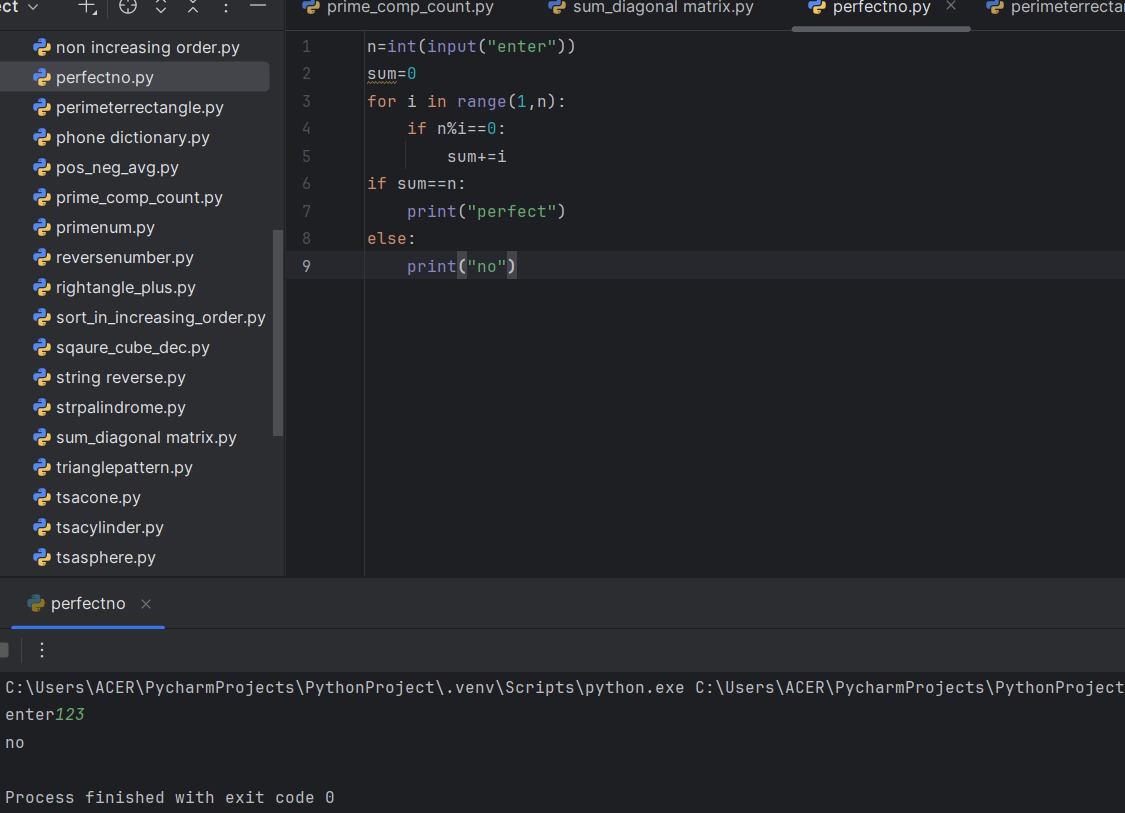 ct
prime_comp_count.py
sum_diagonal matrix.py
perfectno.py
perimeterrectar
non increasing order.py
perfectno.py
perimeterrectangle.py
phone dictionary.py
pos_neg_avg.py
prime_comp_count.py
primenum.py
reversenumber.py
rightangle_plus.py
sort_in_increasing_order.py
sqaure_cube_dec.py
string reverse.py
strpalindrome.py
sum_diagonal matrix.py
trianglepattern.py
tsacone.py
tsacylinder.py
tsasphere.py
1 n=int(input("enter"))
2 sum=0
3 for i in range(1,n):
4     if n%i==0:
5         sum+=i
6 if sum==n:
7     print("perfect")
8 else:
9     print("no")
perfectno
C:\Users\ACER\PycharmProjects\PythonProject\.venv\Scripts\python.exe C:\Users\ACER\PycharmProjects\PythonProject
enter123
no
Process finished with exit code 0